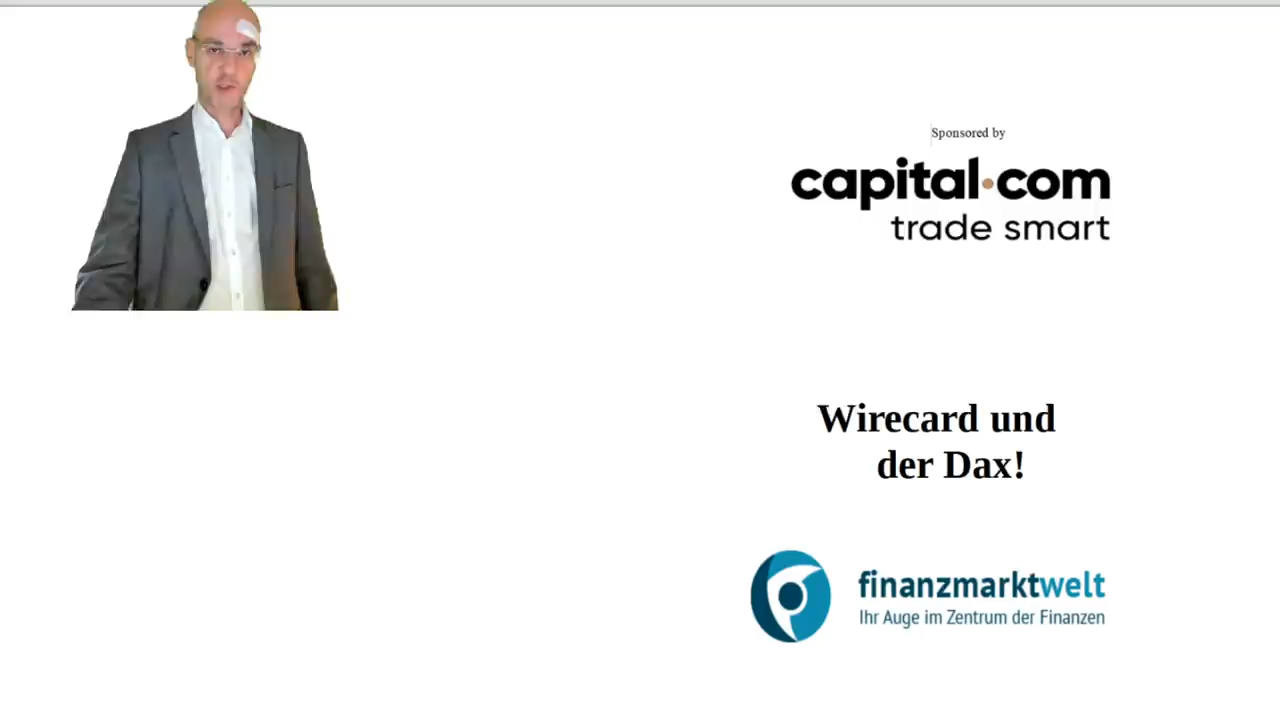 Sponsored by
capital.com
trade smart
Wirecard und
der Dax!
finanzmarktwelt
Ihr Auge im Zentrum der Finanzen